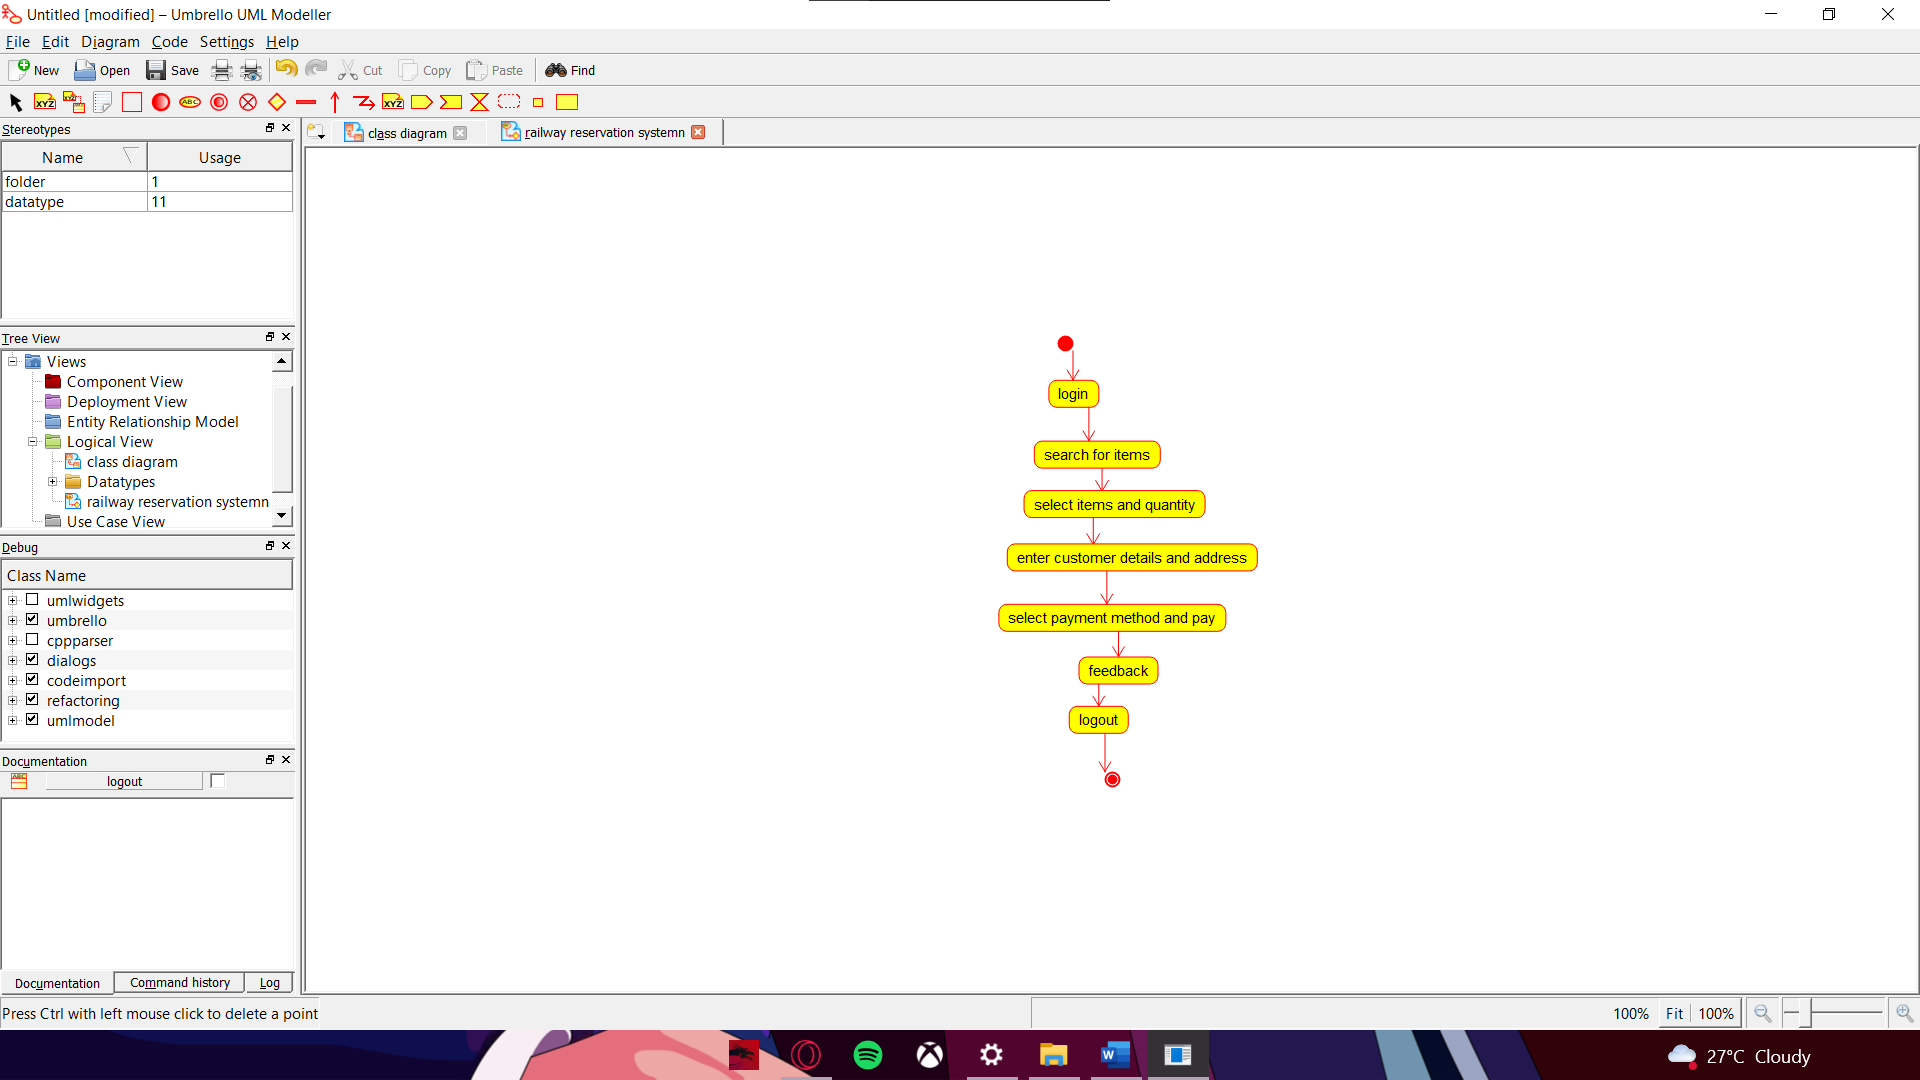 Untitled [modified] – Umbrello UML Modeller
File Edit Diagram Code Settings Help
New Open Save Cut Copy Paste Find
XYZ XYZ ABC XYZ
Stereotypes
class diagram railway reservation systemn
Name Usage
folder 1
datatype 11
Tree View
Views
Component View
Deployment View
Entity Relationship Model
Logical View
class diagram
Datatypes
railway reservation systemn
Use Case View
Debug
Class Name
umlwidgets
umbrello
cppparser
dialogs
codeimport
refactoring
umlmodel
Documentation
logout
Documentation Command history Log
login
search for items
select items and quantity
enter customer details and address
select payment method and pay
feedback
logout
Press Ctrl with left mouse click to delete a point
100% Fit 100%
27°C Cloudy